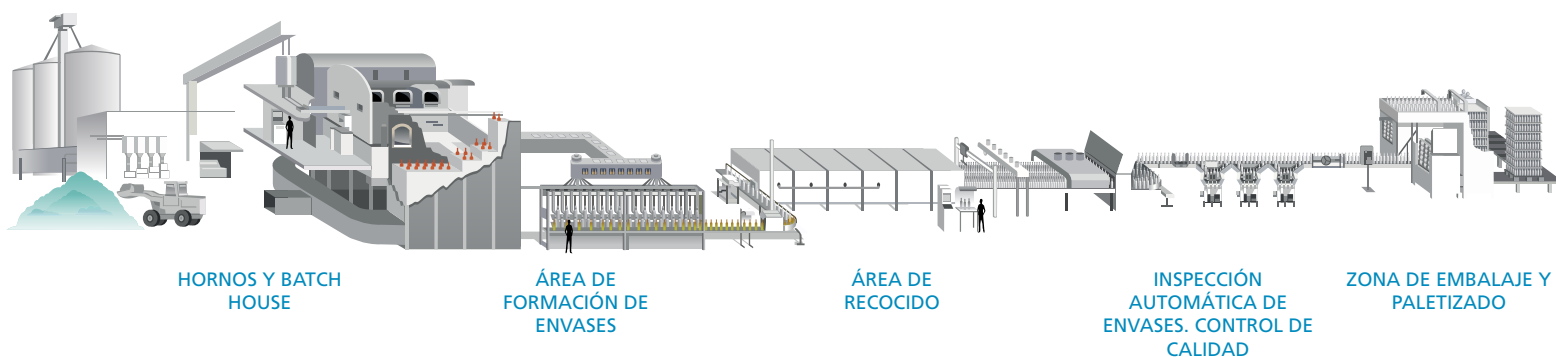 HORNOS Y BATCH
HOUSE
ÁREA DE
FORMACIÓN DE
ENVASES
ÁREA DE
RECOCIDO
INSPECCIÓN
AUTOMÁTICA DE
ENVASES. CONTROL DE
CALIDAD
ZONA DE EMBALAJE Y
PALETIZADO